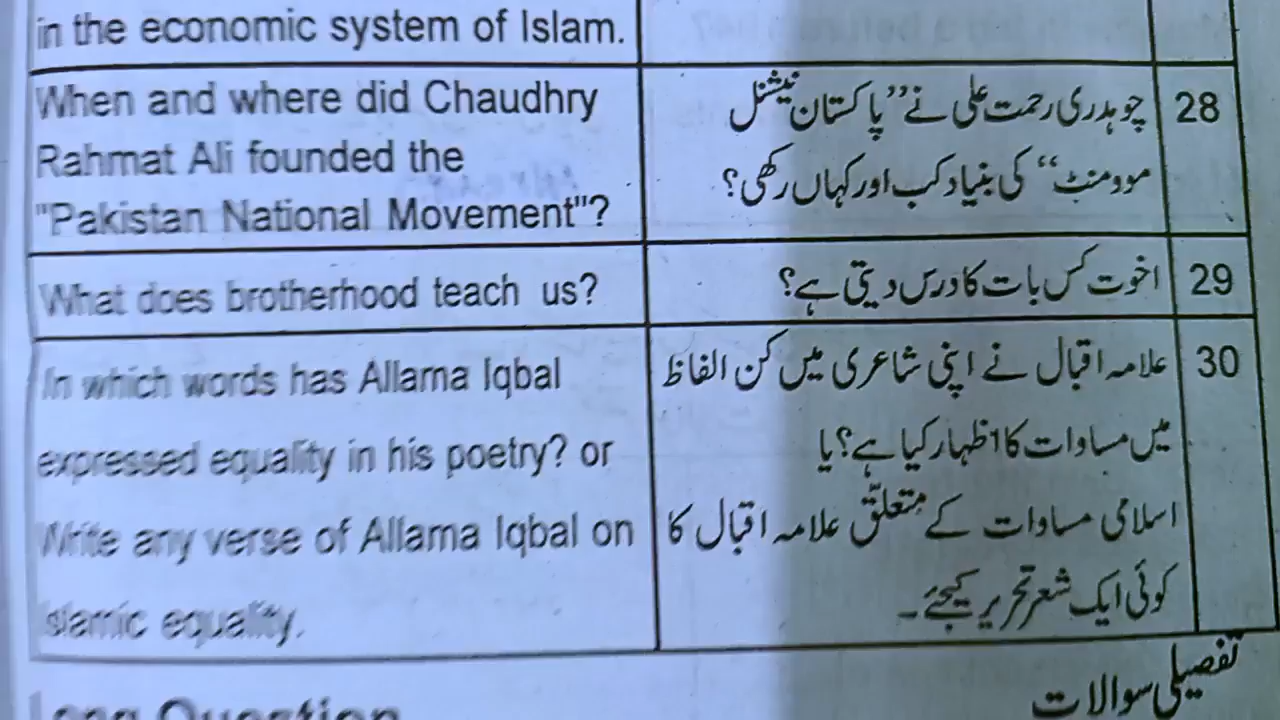 in the economic system of Islam.
When and where did Chaudhry
Rahmat Ali founded the
"Pakistan National Movement"?
28 چوہدری رحمت علی نے ”پاکستان نیشنل
موومنٹ“ کی بنیاد کب اور کہاں رکھی؟
What does brotherhood teach us?
29 اخوت کس بات کا درس دیتی ہے؟
In which words has Allama Iqbal
expressed equality in his poetry? or
Write any verse of Allama Iqbal on
Islamic equality.
30 علامہ اقبال نے اپنی شاعری میں کن الفاظ
میں مساوات کا اظہار کیا ہے؟ یا
اسلامی مساوات کے متعلّق علامہ اقبال کا
کوئی ایک شعر تحریر کیجئے۔
Long Question
تفصیلی سوالات